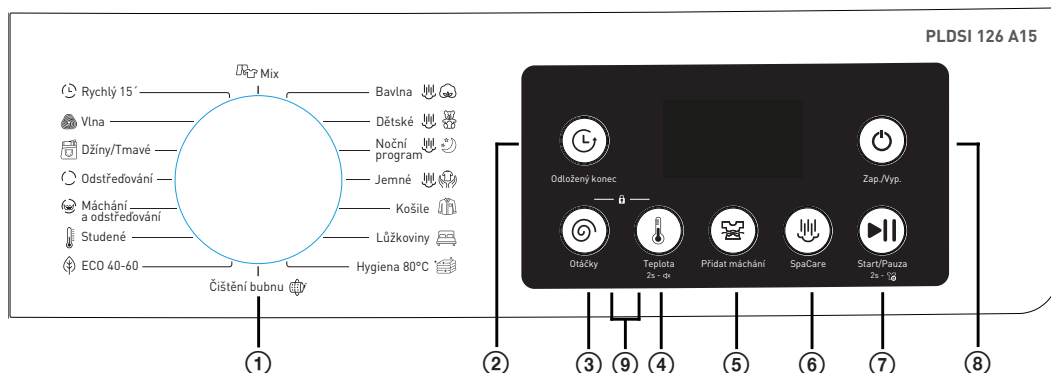 PLDSI 126 A15
Mix
Rychlý 15´
Vlna
Džíny/Tmavé
Odstřeďování
Máchání
a odstřeďování
Studené
ECO 40-60
Čištění bubnu
Bavlna
Dětské
Noční
program
Jemné
Košile
Lůžkoviny
Hygiena 80°C
Odložený konec
Zap./Vyp.
Otáčky
Teplota
2s -
Přidat máchání
SpaCare
Start/Pauza
2s -
1
2
3
9
4
5
6
7
8